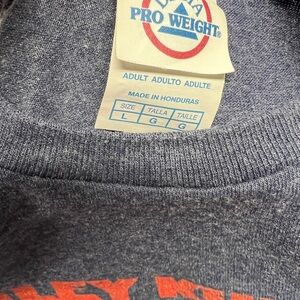 PRO WEIGHT®
ADULT ADULTO ADULTE
MADE IN HONDURAS
SIZE TALLA TAILLE
L G G